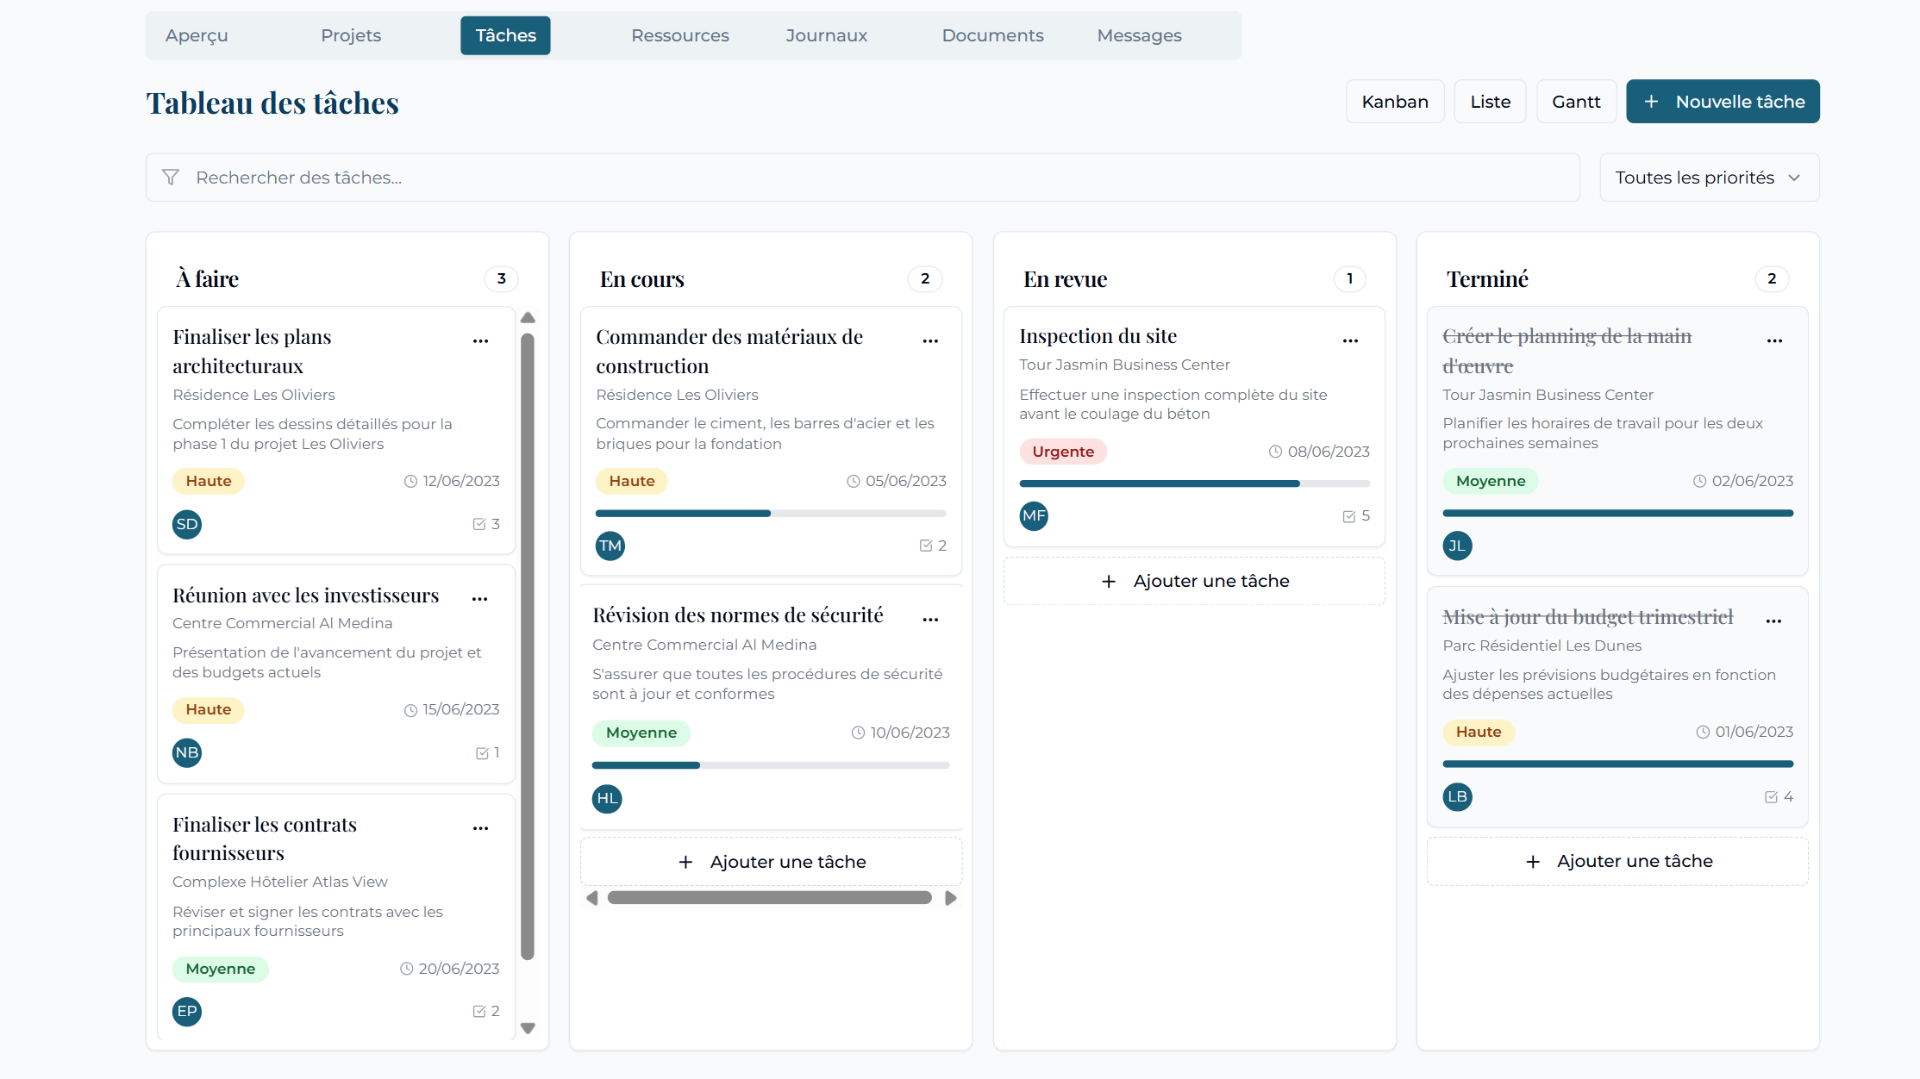 Aperçu
Projets
Tâches
Ressources
Journaux
Documents
Messages
Tableau des tâches
Kanban
Liste
Gantt
+ Nouvelle tâche
Rechercher des tâches...
Toutes les priorités
À faire
3
Finaliser les plans
architecturaux
Résidence Les Oliviers
Compléter les dessins détaillés pour la
phase 1 du projet Les Oliviers
Haute
12/06/2023
SD
3
Réunion avec les investisseurs
Centre Commercial Al Medina
Présentation de l'avancement du projet et
des budgets actuels
Haute
15/06/2023
NB
1
Finaliser les contrats
fournisseurs
Complexe Hôtelier Atlas View
Réviser et signer les contrats avec les
principaux fournisseurs
Moyenne
20/06/2023
EP
2
En cours
2
Commander des matériaux de
construction
Résidence Les Oliviers
Commander le ciment, les barres d'acier et les
briques pour la fondation
Haute
05/06/2023
TM
2
Révision des normes de sécurité
Centre Commercial Al Medina
S'assurer que toutes les procédures de sécurité
sont à jour et conformes
Moyenne
10/06/2023
HL
+ Ajouter une tâche
En revue
1
Inspection du site
Tour Jasmin Business Center
Effectuer une inspection complète du site
avant le coulage du béton
Urgente
08/06/2023
MF
5
+ Ajouter une tâche
Terminé
2
Créer le planning de la main
d'œuvre
Tour Jasmin Business Center
Planifier les horaires de travail pour les deux
prochaines semaines
Moyenne
02/06/2023
JL
Mise à jour du budget trimestriel
Parc Résidentiel Les Dunes
Ajuster les prévisions budgétaires en fonction
des dépenses actuelles
Haute
01/06/2023
LB
4
+ Ajouter une tâche